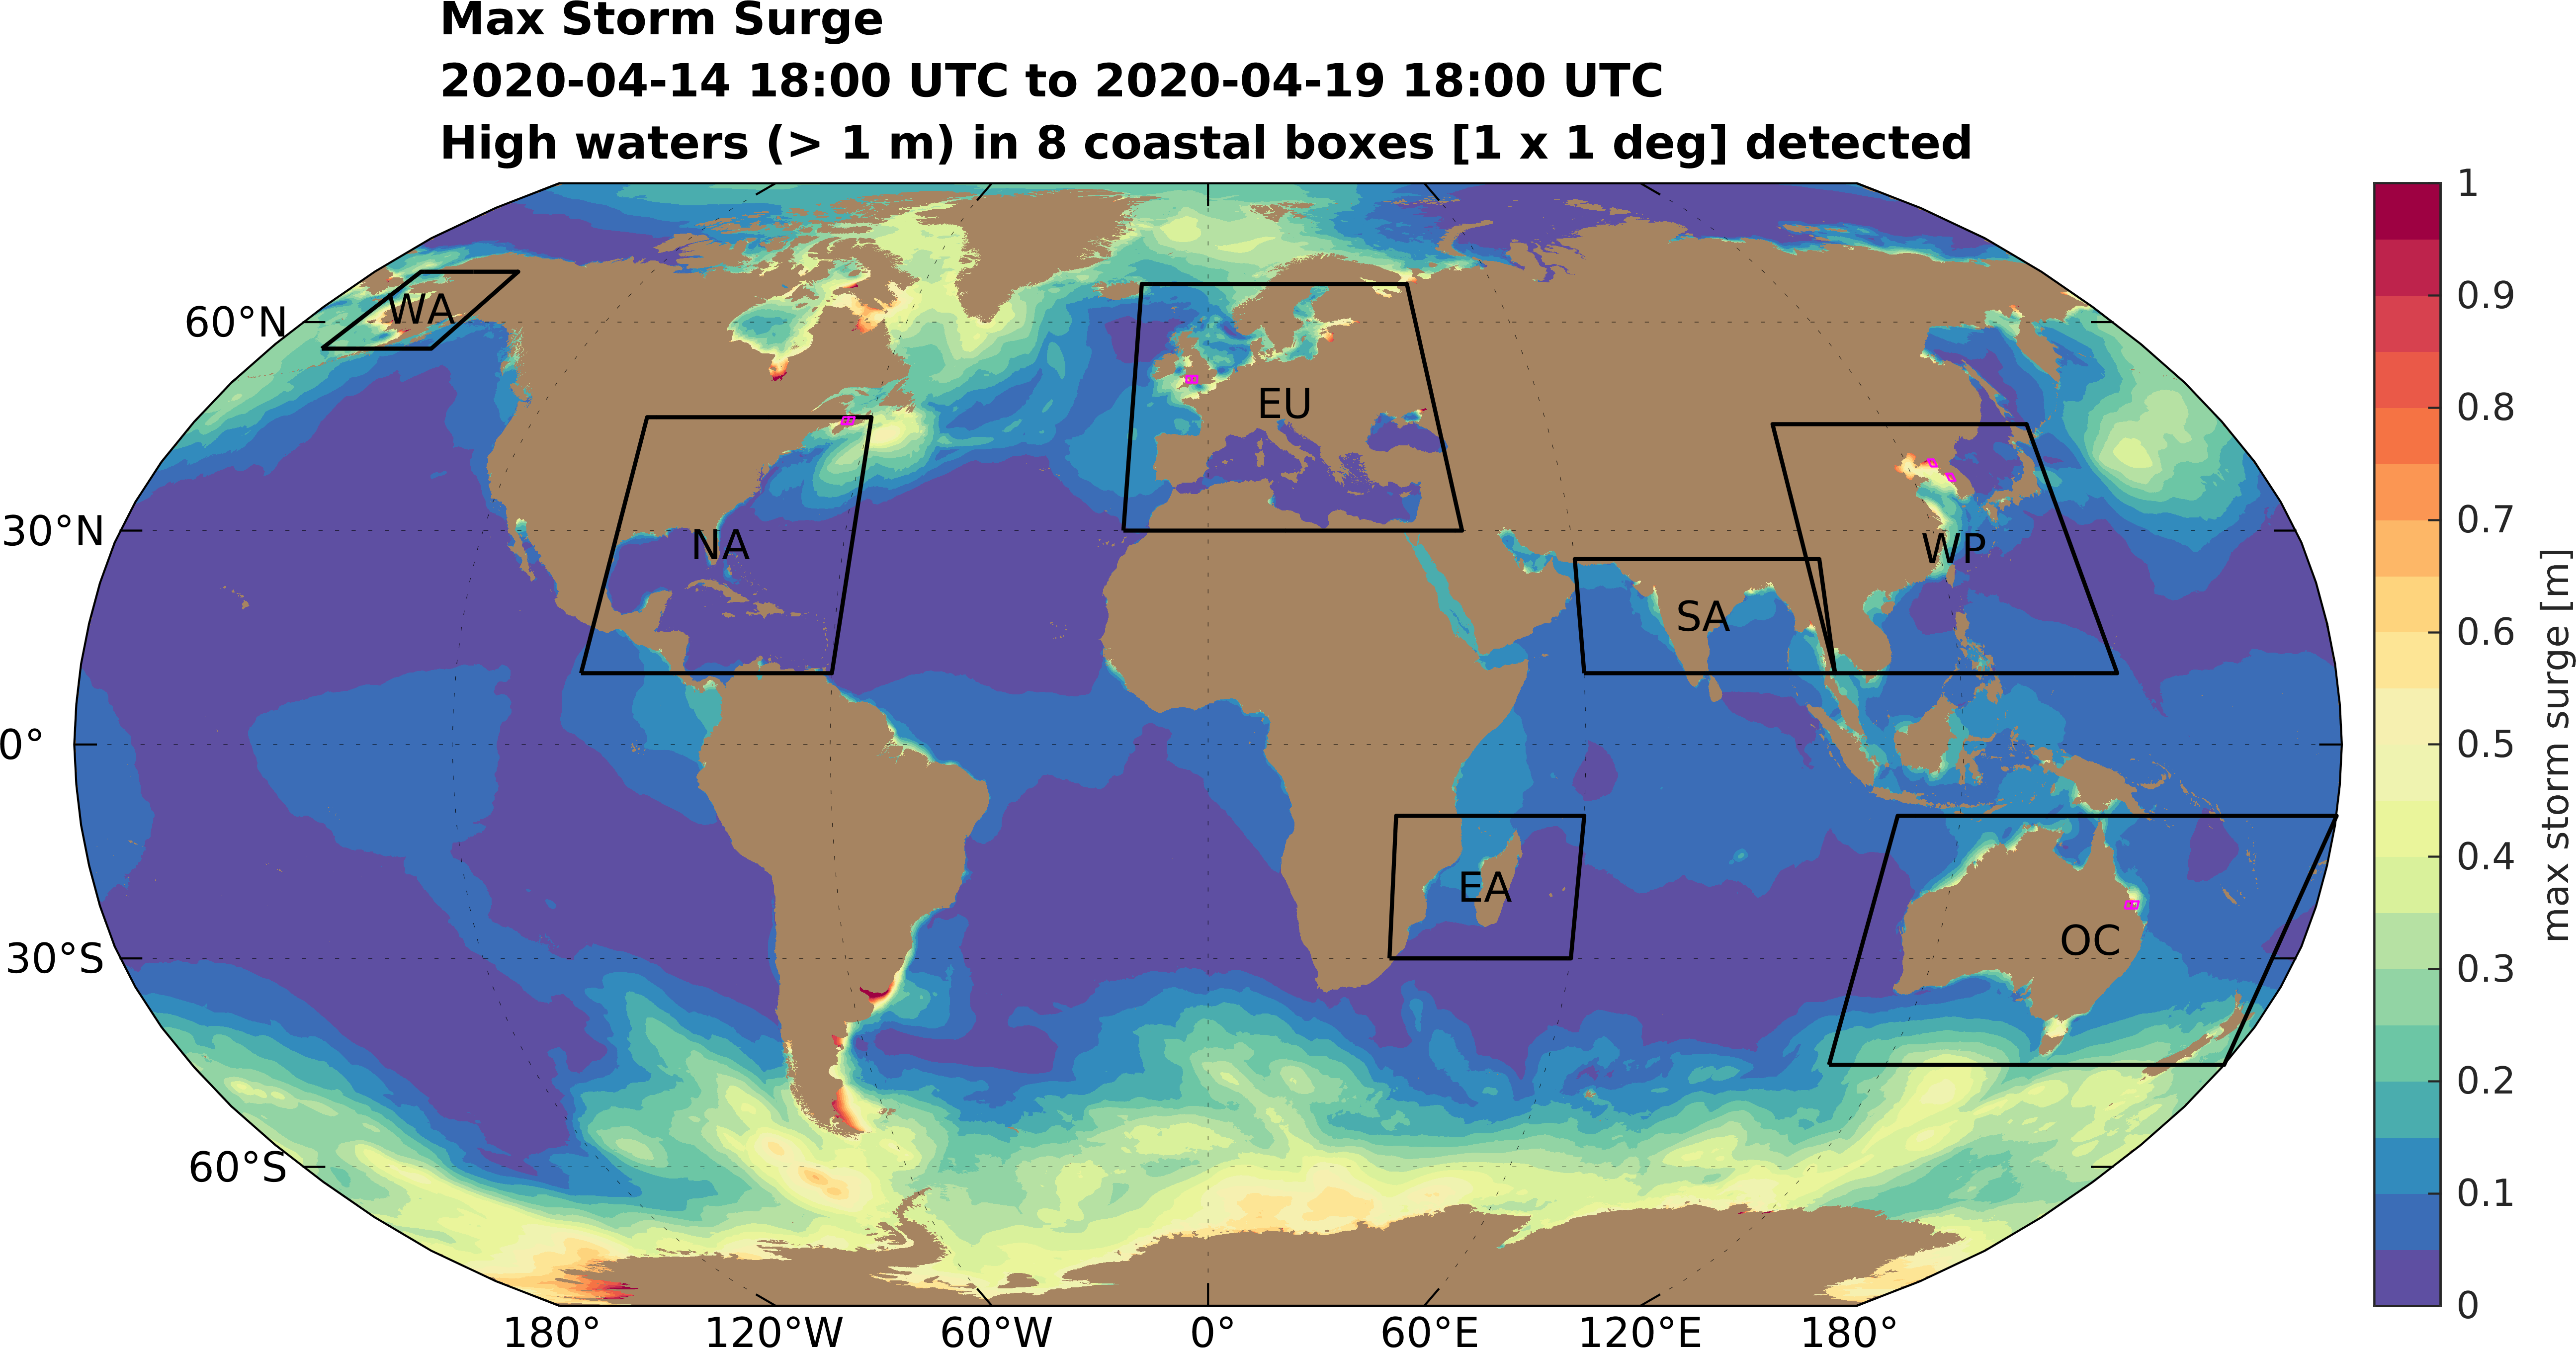 Max Storm Surge
2020-04-14 18:00 UTC to 2020-04-19 18:00 UTC
High waters (> 1 m) in 8 coastal boxes [1 x 1 deg] detected
60°N
30°N
0°
30°S
60°S
WA
NA
EU
SA
WP
EA
OC
180°
120°W
60°W
0°
60°E
120°E
180°
1
0.9
0.8
0.7
0.6
0.5
0.4
0.3
0.2
0.1
0
max storm surge [m]